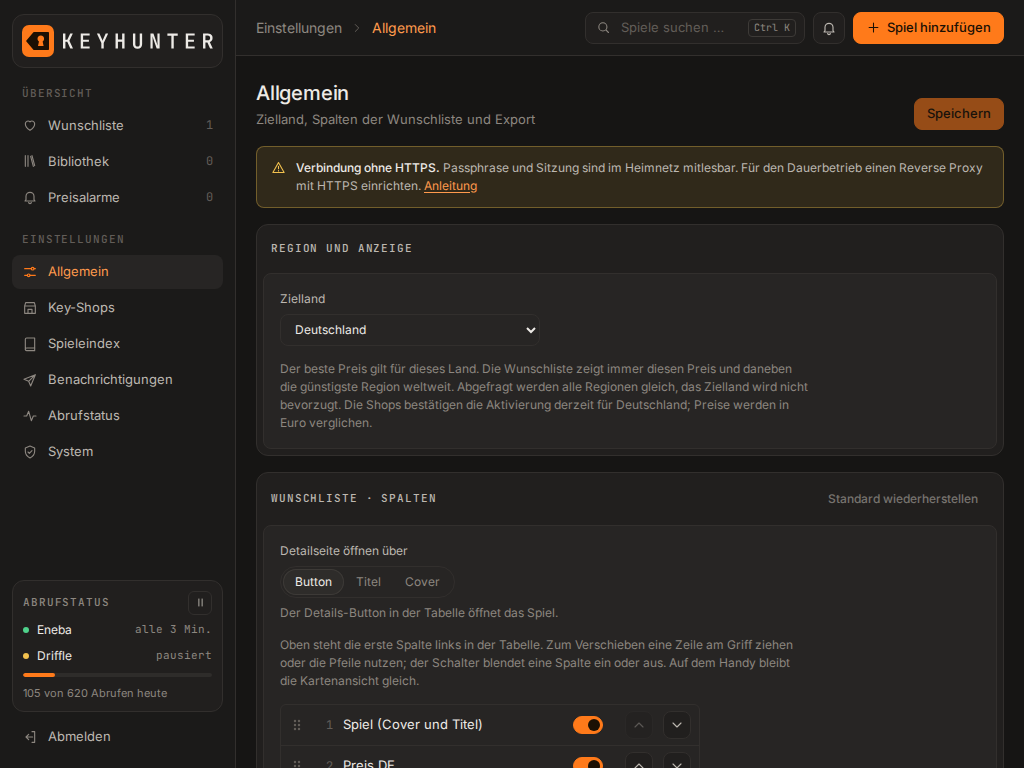 KEYHUNTER
ÜBERSICHT
Wunschliste 1
Bibliothek 0
Preisalarme 0
EINSTELLUNGEN
Allgemein
Key-Shops
Spieleindex
Benachrichtigungen
Abrufstatus
System
ABRUFSTATUS
Eneba alle 3 Min.
Driffle pausiert
105 von 620 Abrufen heute
Abmelden
Einstellungen Allgemein
Spiele suchen ... Ctrl K
Spiel hinzufügen
Allgemein
Zielland, Spalten der Wunschliste und Export
Speichern
Verbindung ohne HTTPS. Passphrase und Sitzung sind im Heimnetz mitlesbar. Für den Dauerbetrieb einen Reverse Proxy
mit HTTPS einrichten. Anleitung
REGION UND ANZEIGE
Zielland
Deutschland
Der beste Preis gilt für dieses Land. Die Wunschliste zeigt immer diesen Preis und daneben
die günstigste Region weltweit. Abgefragt werden alle Regionen gleich, das Zielland wird nicht
bevorzugt. Die Shops bestätigen die Aktivierung derzeit für Deutschland; Preise werden in
Euro verglichen.
WUNSCHLISTE · SPALTEN
Standard wiederherstellen
Detailseite öffnen über
Button Titel Cover
Der Details-Button in der Tabelle öffnet das Spiel.
Oben steht die erste Spalte links in der Tabelle. Zum Verschieben eine Zeile am Griff ziehen
oder die Pfeile nutzen; der Schalter blendet eine Spalte ein oder aus. Auf dem Handy bleibt
die Kartenansicht gleich.
1 Spiel (Cover und Titel)
2 Preis DE